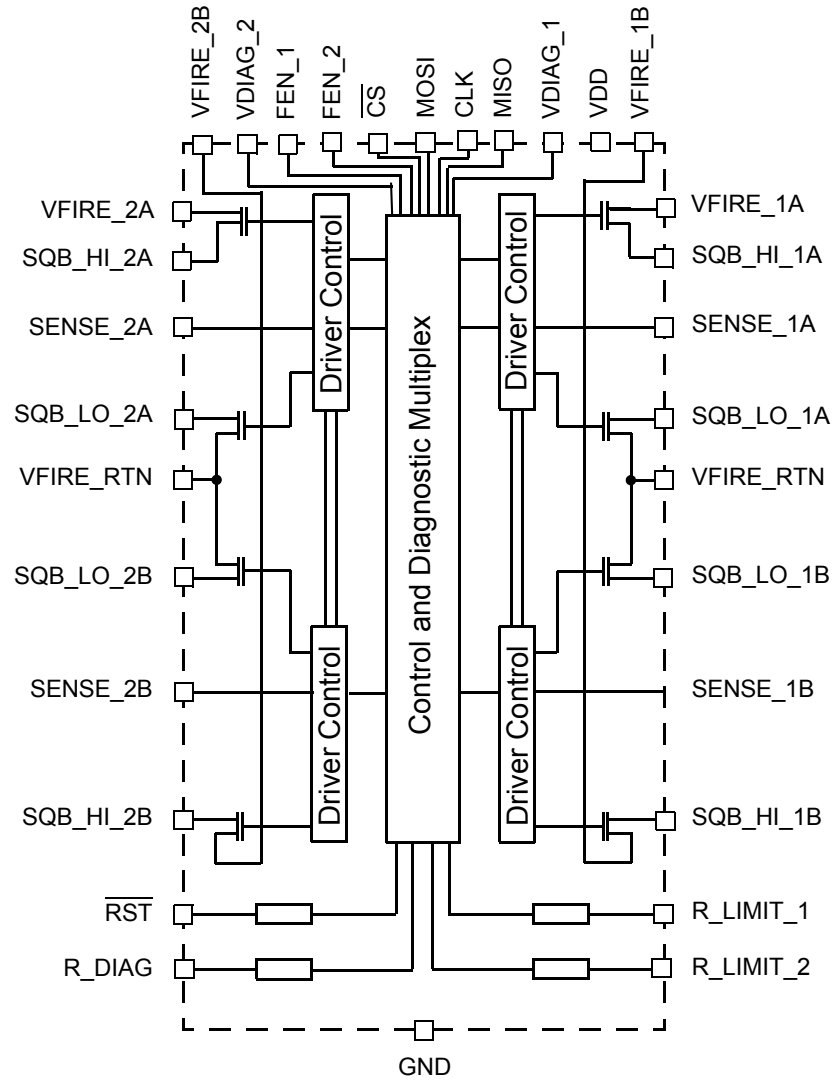 VFIRE_2B
VDIAG_2
FEN_1
FEN_2
C̅S̅
MOSI
CLK
MISO
VDIAG_1
VDD
VFIRE_1B
VFIRE_2A
SQB_HI_2A
SENSE_2A
SQB_LO_2A
VFIRE_RTN
SQB_LO_2B
SENSE_2B
SQB_HI_2B
R̅S̅T̅
R_DIAG
Driver Control
Driver Control
Control and Diagnostic Multiplex
Driver Control
Driver Control
VFIRE_1A
SQB_HI_1A
SENSE_1A
SQB_LO_1A
VFIRE_RTN
SQB_LO_1B
SENSE_1B
SQB_HI_1B
R_LIMIT_1
R_LIMIT_2
GND